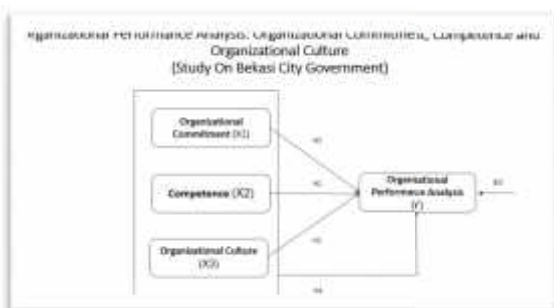 Organizational Performance Analysis: Organizational Commitment, Competence and
Organizational Culture
(Study On Bekasi City Government)
Organizational
Commitment (X1)
Competence (X2)
Organizational Culture
(X3)
Organizational
Performance Analysis
(Y)